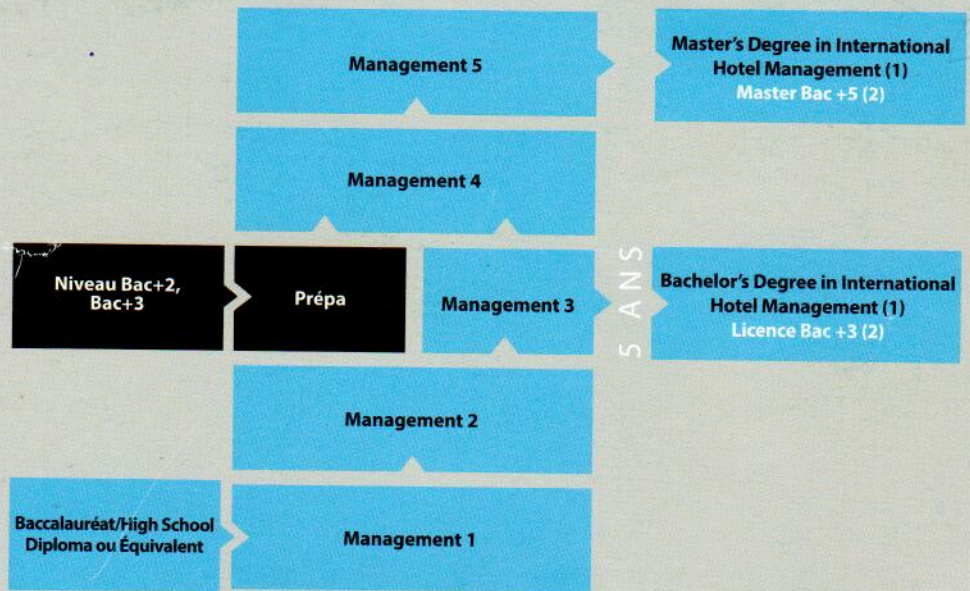 Management 5
Master's Degree in International
Hotel Management (1)
Master Bac +5 (2)
Management 4
Niveau Bac+2,
Bac+3
Prépa
Management 3
5 ANS
Bachelor's Degree in International
Hotel Management (1)
Licence Bac +3 (2)
Management 2
Baccalauréat/High School
Diploma ou Équivalent
Management 1